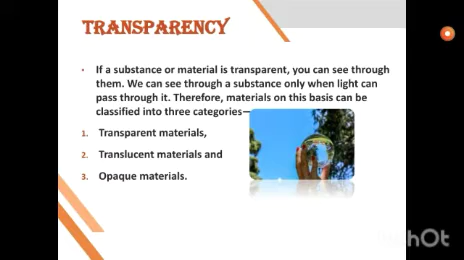 TRANSPARENCY
• If a substance or material is transparent, you can see through
them. We can see through a substance only when light can
pass through it. Therefore, materials on this basis can be
classified into three categories—
1. Transparent materials,
2. Translucent materials and
3. Opaque materials.